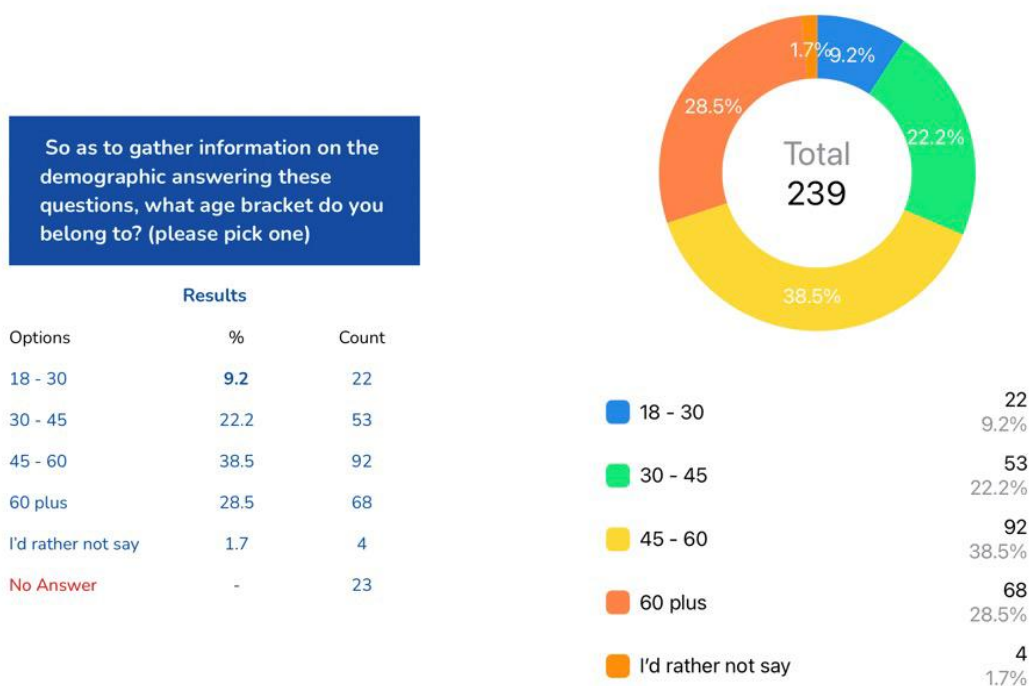 So as to gather information on the
demographic answering these
questions, what age bracket do you
belong to? (please pick one)
Results
Options % Count
18 - 30 9.2 22
30 - 45 22.2 53
45 - 60 38.5 92
60 plus 28.5 68
I'd rather not say 1.7 4
No Answer - 23
1.7% 9.2%
28.5%
22.2%
Total
239
38.5%
18 - 30 22
9.2%
30 - 45 53
22.2%
45 - 60 92
38.5%
60 plus 68
28.5%
I'd rather not say 4
1.7%